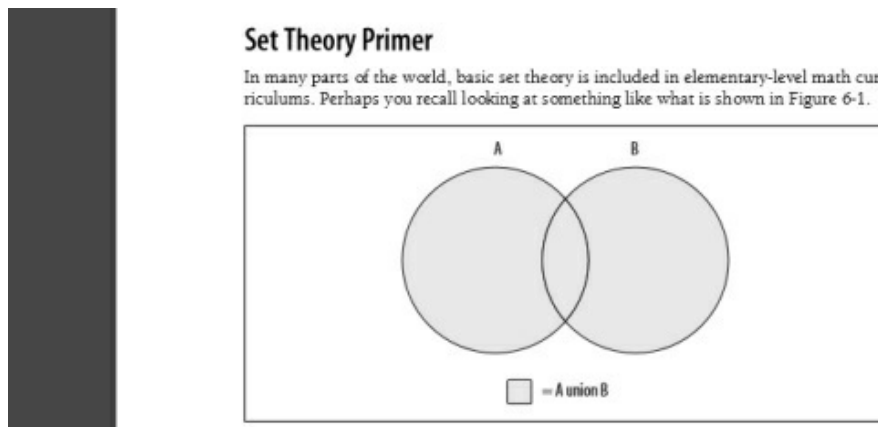 Set Theory Primer
In many parts of the world, basic set theory is included in elementary-level math cur
riculums. Perhaps you recall looking at something like what is shown in Figure 6-1.
A B
= A union B